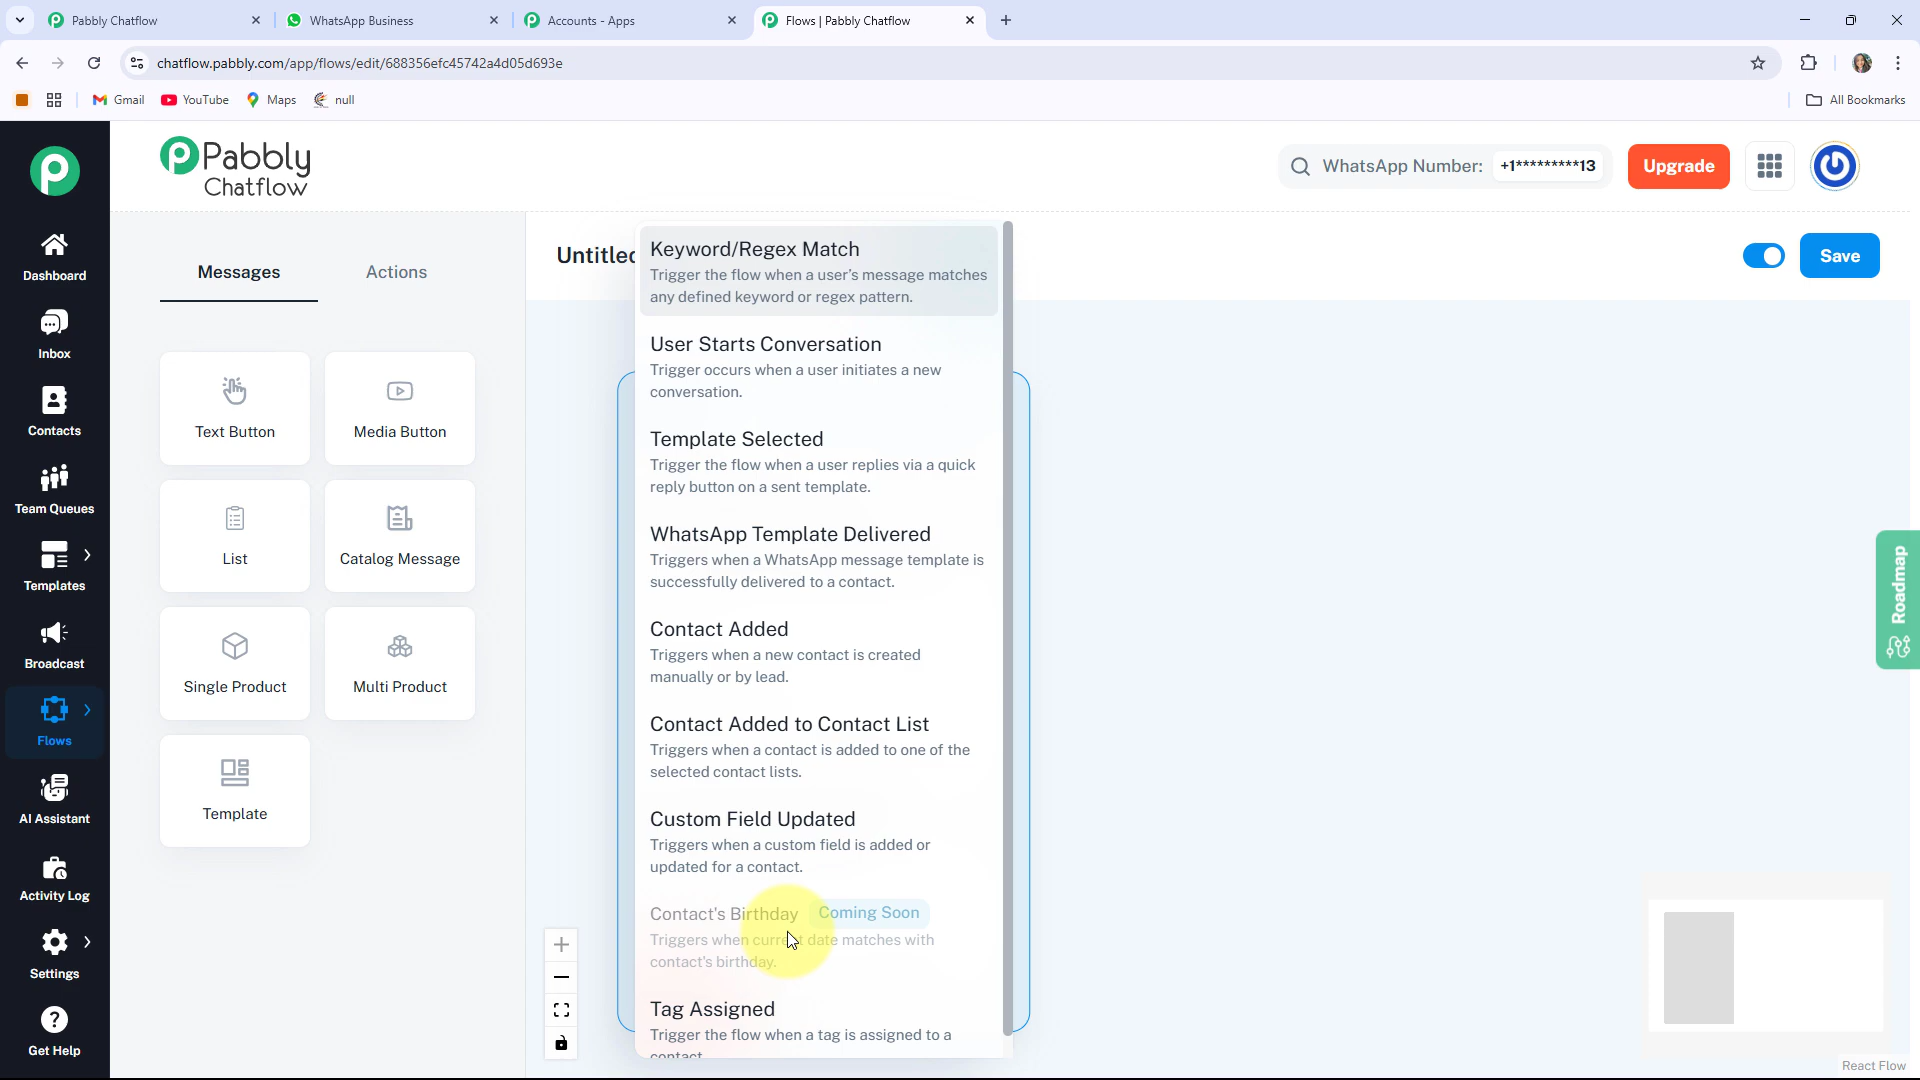 Pabbly Chatflow
WhatsApp Business
Accounts - Apps
Flows | Pabbly Chatflow
chatflow.pabbly.com/app/flows/edit/688356efc45742a4d05d693e
Gmail
YouTube
Maps
null
All Bookmarks
Pabbly
Chatflow
WhatsApp Number: +1*********13
Upgrade
Dashboard
Inbox
Contacts
Team Queues
Templates
Broadcast
Flows
AI Assistant
Activity Log
Settings
Get Help
Messages
Actions
Text Button
Media Button
List
Catalog Message
Single Product
Multi Product
Template
Save
Keyword/Regex Match
Trigger the flow when a user's message matches
any defined keyword or regex pattern.
User Starts Conversation
Trigger occurs when a user initiates a new
conversation.
Template Selected
Trigger the flow when a user replies via a quick
reply button on a sent template.
WhatsApp Template Delivered
Triggers when a WhatsApp message template is
successfully delivered to a contact.
Contact Added
Triggers when a new contact is created
manually or by lead.
Contact Added to Contact List
Triggers when a contact is added to one of the
selected contact lists.
Custom Field Updated
Triggers when a custom field is added or
updated for a contact.
Contact's Birthday Coming Soon
Triggers when current date matches with
contact's birthday.
Tag Assigned
Trigger the flow when a tag is assigned to a
Roadmap
React Flow